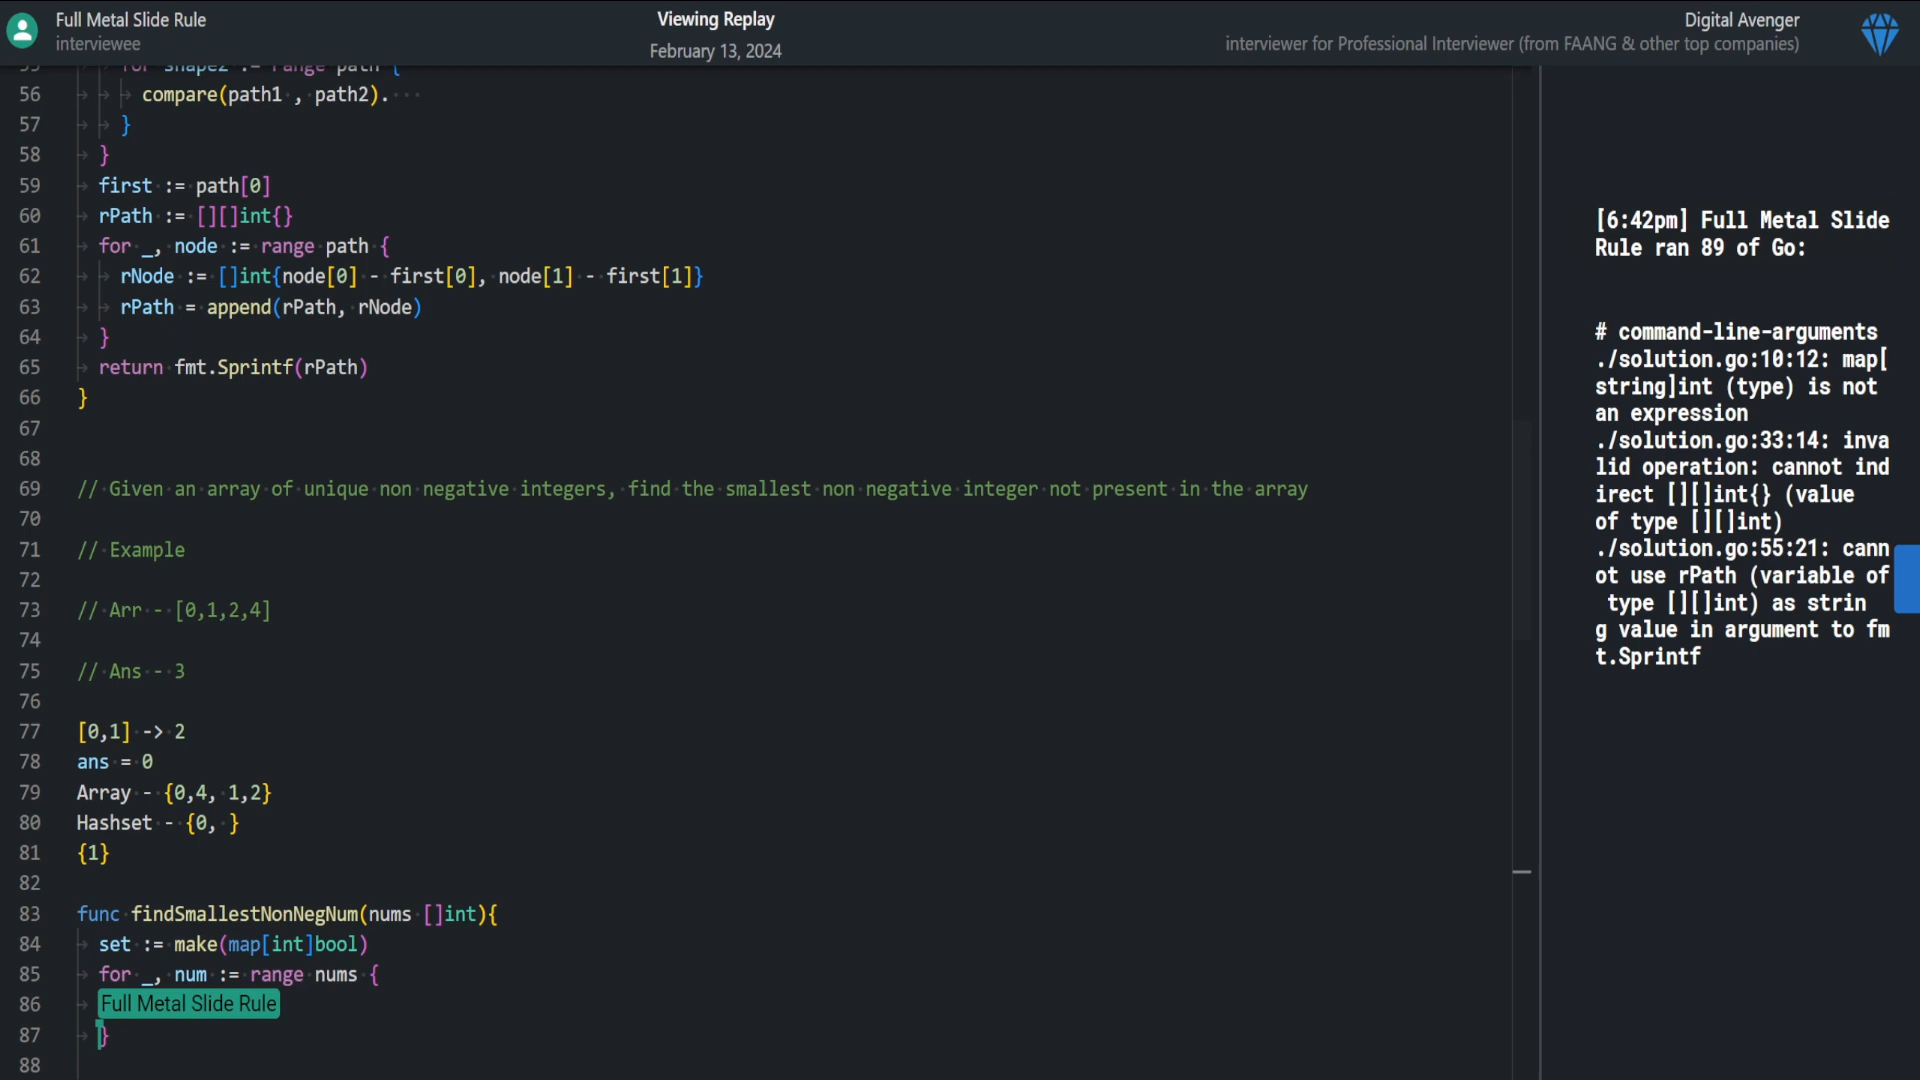 Full Metal Slide Rule
interviewee
Viewing Replay
February 13, 2024
Digital Avenger
interviewer for Professional Interviewer (from FAANG & other top companies)
55 for shape2 := range path {
56 compare(path1 , path2).
57 }
58 }
59 first := path[0]
60 rPath := [][]int{}
61 for _, node := range path {
62 rNode := []int{node[0] - first[0], node[1] - first[1]}
63 rPath = append(rPath, rNode)
64 }
65 return fmt.Sprintf(rPath)
66 }
67
68
69 // Given an array of unique non negative integers, find the smallest non negative integer not present in the array
70
71 // Example
72
73 // Arr - [0,1,2,4]
74
75 // Ans - 3
76
77 [0,1] -> 2
78 ans = 0
79 Array - {0,4, 1,2}
80 Hashset - {0, }
81 {1}
82
83 func findSmallestNonNegNum(nums []int){
84 set := make(map[int]bool)
85 for _, num := range nums {
86 Full Metal Slide Rule
87 }
88
[6:42pm] Full Metal Slide
Rule ran 89 of Go:
# command-line-arguments
./solution.go:10:12: map[
string]int (type) is not
an expression
./solution.go:33:14: inva
lid operation: cannot ind
irect [][]int{} (value
of type [][]int)
./solution.go:55:21: cann
ot use rPath (variable of
type [][]int) as strin
g value in argument to fm
t.Sprintf